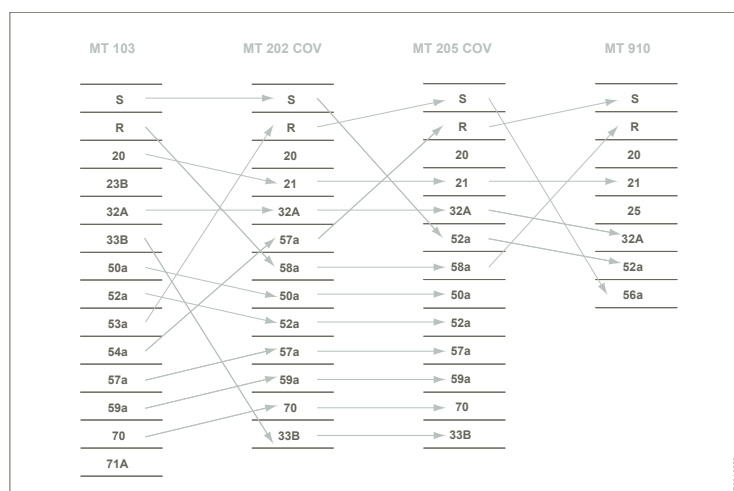 MT 103 MT 202 COV MT 205 COV MT 910
S S S S
R R R R
20 20 20 20
23B 21 21 21
32A 32A 32A 25
33B 57a 52a 32A
50a 58a 58a 52a
52a 50a 50a 56a
53a 52a 52a
54a 57a 57a
57a 59a 59a
59a 70 70
70 33B 33B
71A